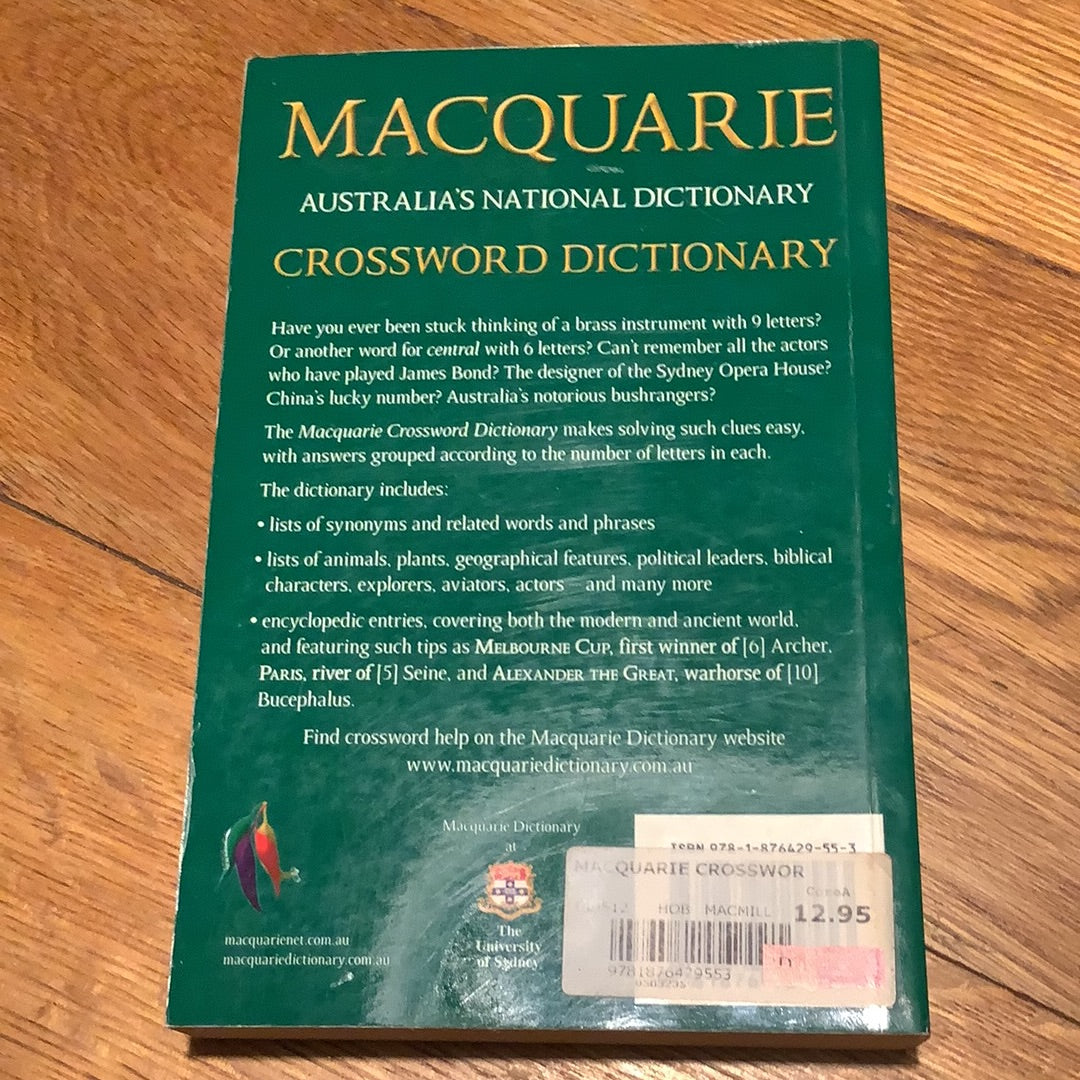 MACQUARIE
AUSTRALIA'S NATIONAL DICTIONARY
CROSSWORD DICTIONARY
Have you ever been stuck thinking of a brass instrument with 9 letters?
Or another word for central with 6 letters? Can't remember all the actors
who have played James Bond? The designer of the Sydney Opera House?
China's lucky number? Australia's notorious bushrangers?
The Macquarie Crossword Dictionary makes solving such clues easy,
with answers grouped according to the number of letters in each.
The dictionary includes:
• lists of synonyms and related words and phrases
• lists of animals, plants, geographical features, political leaders, biblical
characters, explorers, aviators, actors – and many more
• encyclopedic entries, covering both the modern and ancient world,
and featuring such tips as MELBOURNE CUP, first winner of [6] Archer,
PARIS, river of [5] Seine, and ALEXANDER THE GREAT, warhorse of [10]
Bucephalus.
Find crossword help on the Macquarie Dictionary website
www.macquariedictionary.com.au
Macquarie Dictionary
at
The
University
of Sydney
macquarienet.com.au
macquariedictionary.com.au
ISBN 978-1-876429-55-3
MACQUARIE CROSSWOR
HOB MACMILL
12.95
9781876429553